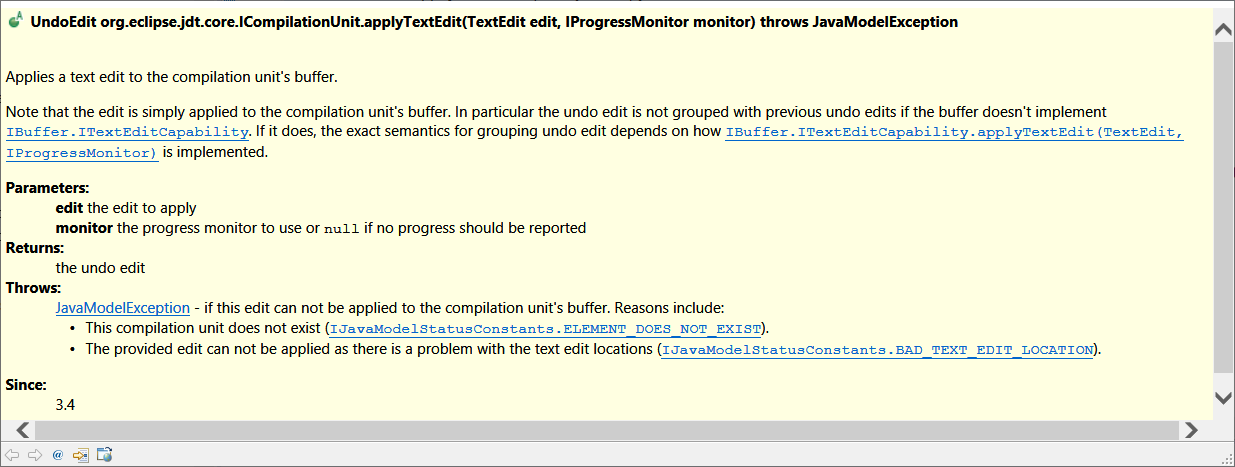 UndoEdit org.eclipse.jdt.core.ICompilationUnit.applyTextEdit(TextEdit edit, IProgressMonitor monitor) throws JavaModelException
Applies a text edit to the compilation unit's buffer.
Note that the edit is simply applied to the compilation unit's buffer. In particular the undo edit is not grouped with previous undo edits if the buffer doesn't implement
IBuffer.ITextEditCapability. If it does, the exact semantics for grouping undo edit depends on how IBuffer.ITextEditCapability.applyTextEdit(TextEdit,
IProgressMonitor) is implemented.
Parameters:
edit the edit to apply
monitor the progress monitor to use or null if no progress should be reported
Returns:
the undo edit
Throws:
JavaModelException - if this edit can not be applied to the compilation unit's buffer. Reasons include:
• This compilation unit does not exist (IJavaModelStatusConstants.ELEMENT_DOES_NOT_EXIST).
• The provided edit can not be applied as there is a problem with the text edit locations (IJavaModelStatusConstants.BAD_TEXT_EDIT_LOCATION).
Since:
3.4